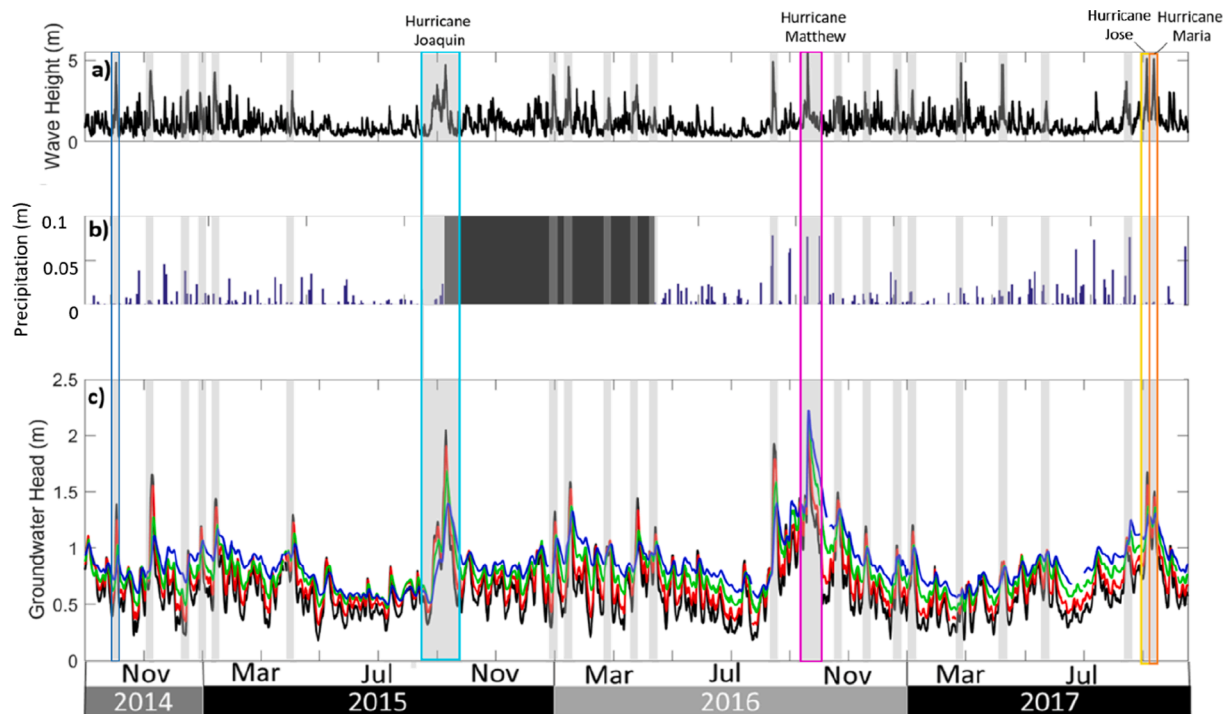 Hurricane
Joaquin
Hurricane
Matthew
Hurricane
Jose
Hurricane
Maria
Wave Height (m)
5
0
a)
Precipitation (m)
0.1
0.05
0
b)
Groundwater Head (m)
2.5
2
1.5
1
0.5
0
c)
Nov Mar Jul Nov Mar Jul Nov Mar Jul
2014 2015 2016 2017